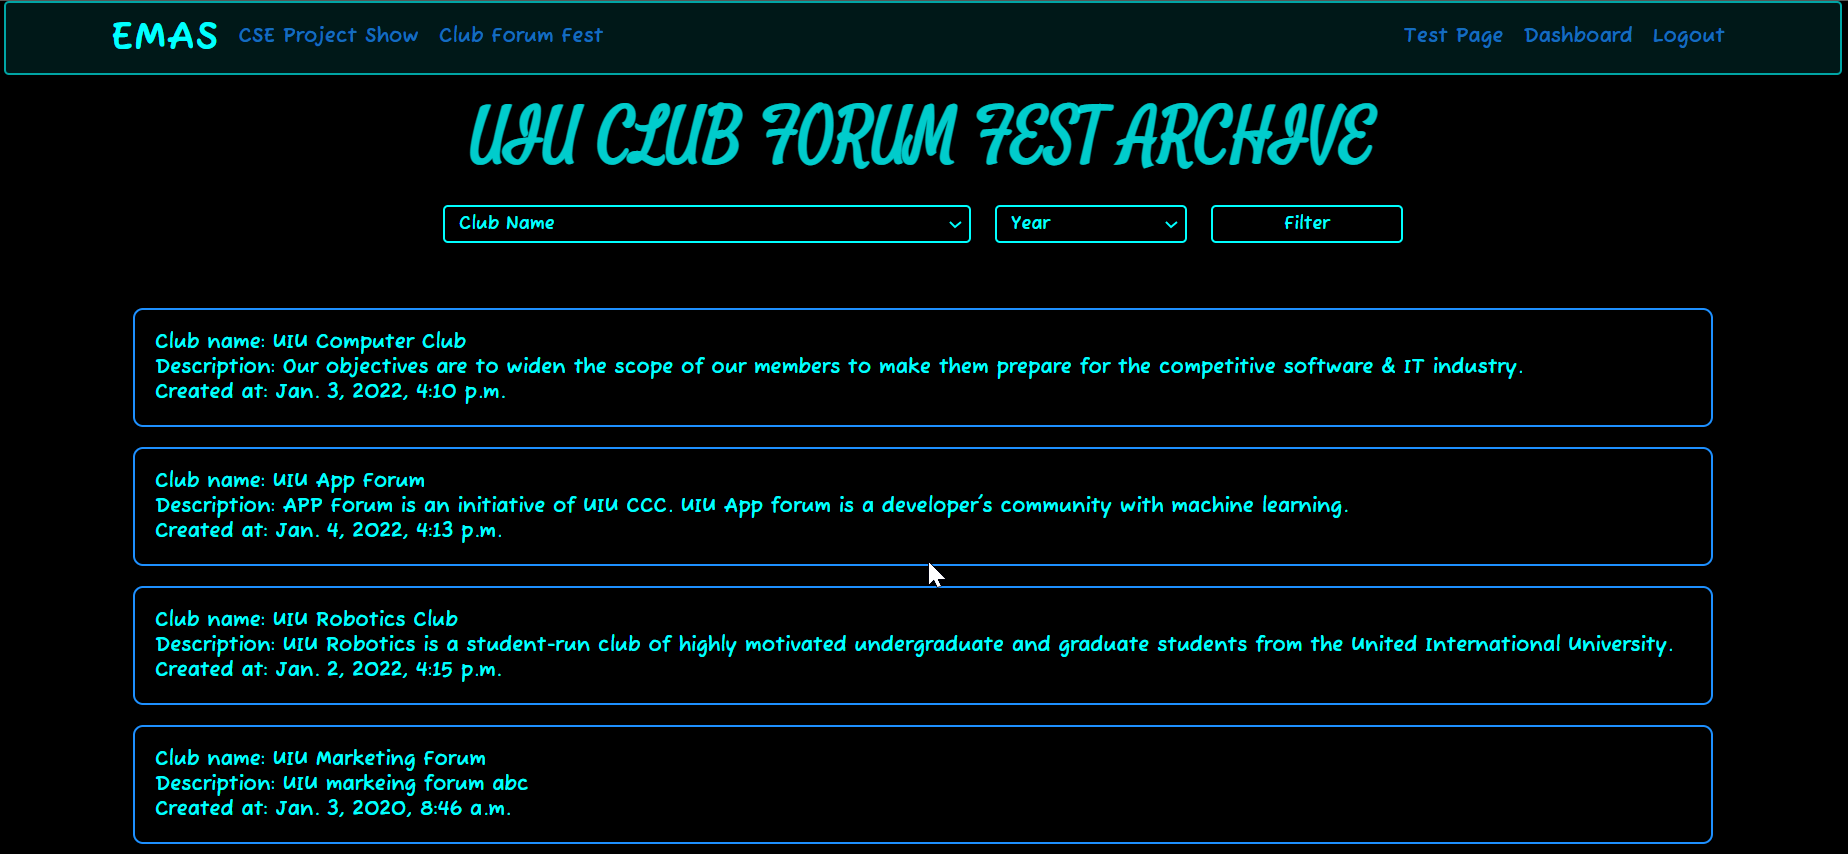 EMAS CSE Project Show Club Forum Fest Test Page Dashboard Logout
UIU CLUB FORUM FEST ARCHIVE
Club Name Year Filter
Club name: UIU Computer Club
Description: Our objectives are to widen the scope of our members to make them prepare for the competitive software & IT industry.
Created at: Jan. 3, 2022, 4:10 p.m.
Club name: UIU App Forum
Description: APP Forum is an initiative of UIU CCC. UIU App forum is a developer's community with machine learning.
Created at: Jan. 4, 2022, 4:13 p.m.
Club name: UIU Robotics Club
Description: UIU Robotics is a student-run club of highly motivated undergraduate and graduate students from the United International University.
Created at: Jan. 2, 2022, 4:15 p.m.
Club name: UIU Marketing Forum
Description: UIU markeing forum abc
Created at: Jan. 3, 2020, 8:46 a.m.